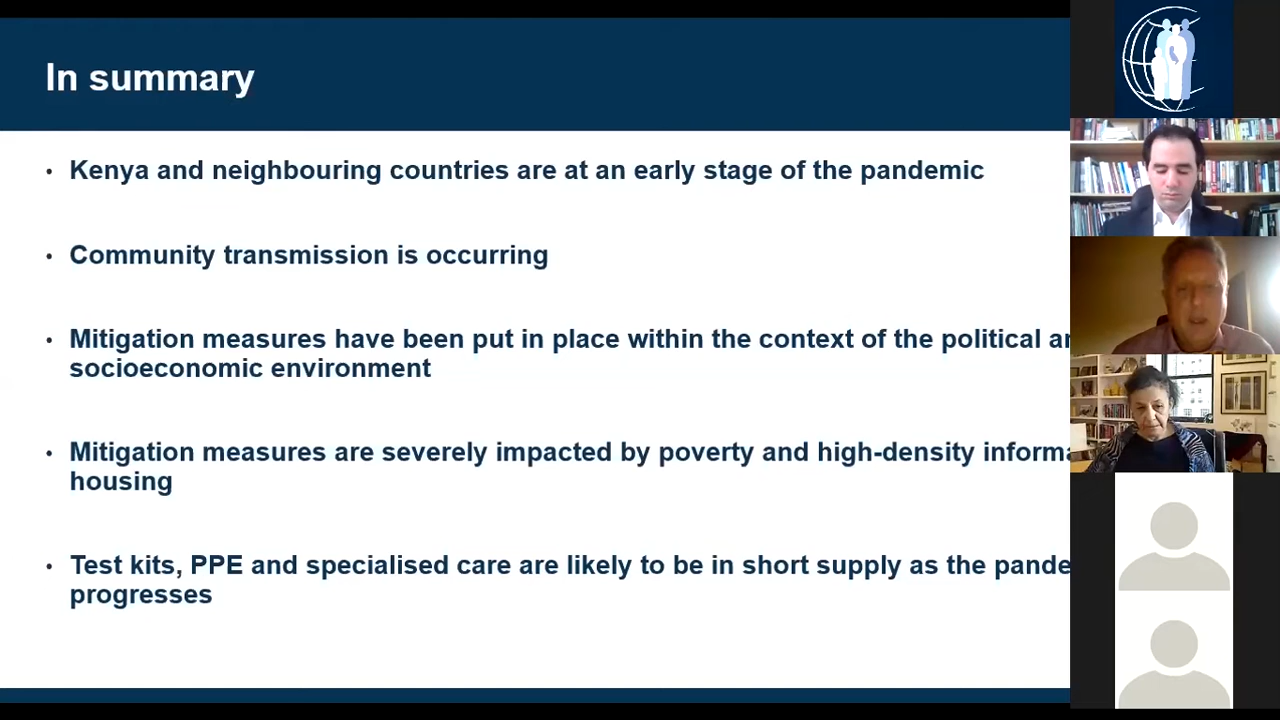 In summary
• Kenya and neighbouring countries are at an early stage of the pandemic
• Community transmission is occurring
• Mitigation measures have been put in place within the context of the political
socioeconomic environment
• Mitigation measures are severely impacted by poverty and high-density
housing
• Test kits, PPE and specialised care are likely to be in short supply as the
progresses